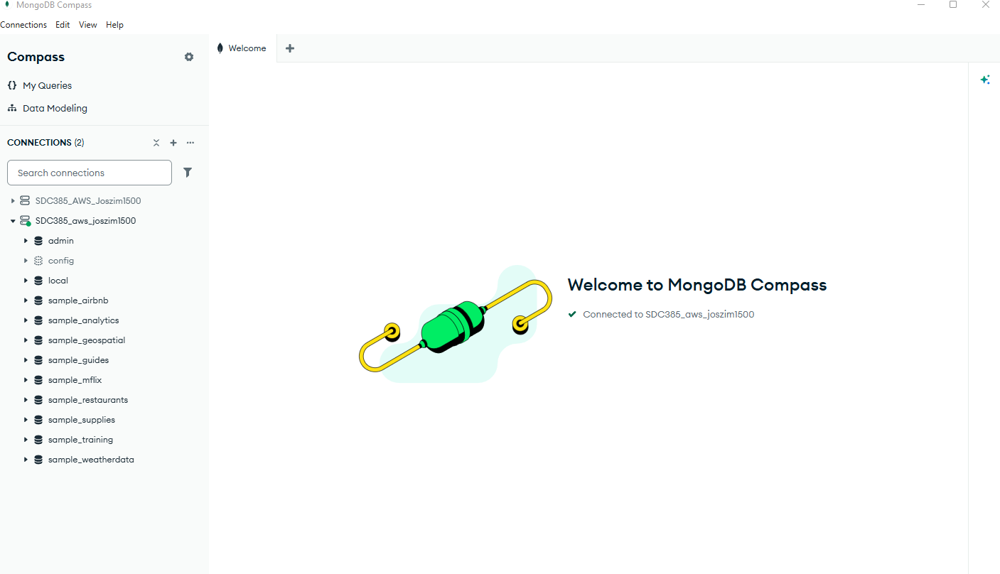 MongoDB Compass
Connections Edit View Help
Compass
My Queries
Data Modeling
CONNECTIONS (2)
Search connections
SDC385_AWS_Joszim1500
SDC385_aws_joszim1500
admin
config
local
sample_airbnb
sample_analytics
sample_geospatial
sample_guides
sample_mflix
sample_restaurants
sample_supplies
sample_training
sample_weatherdata
Welcome
Welcome to MongoDB Compass
Connected to SDC385_aws_joszim1500